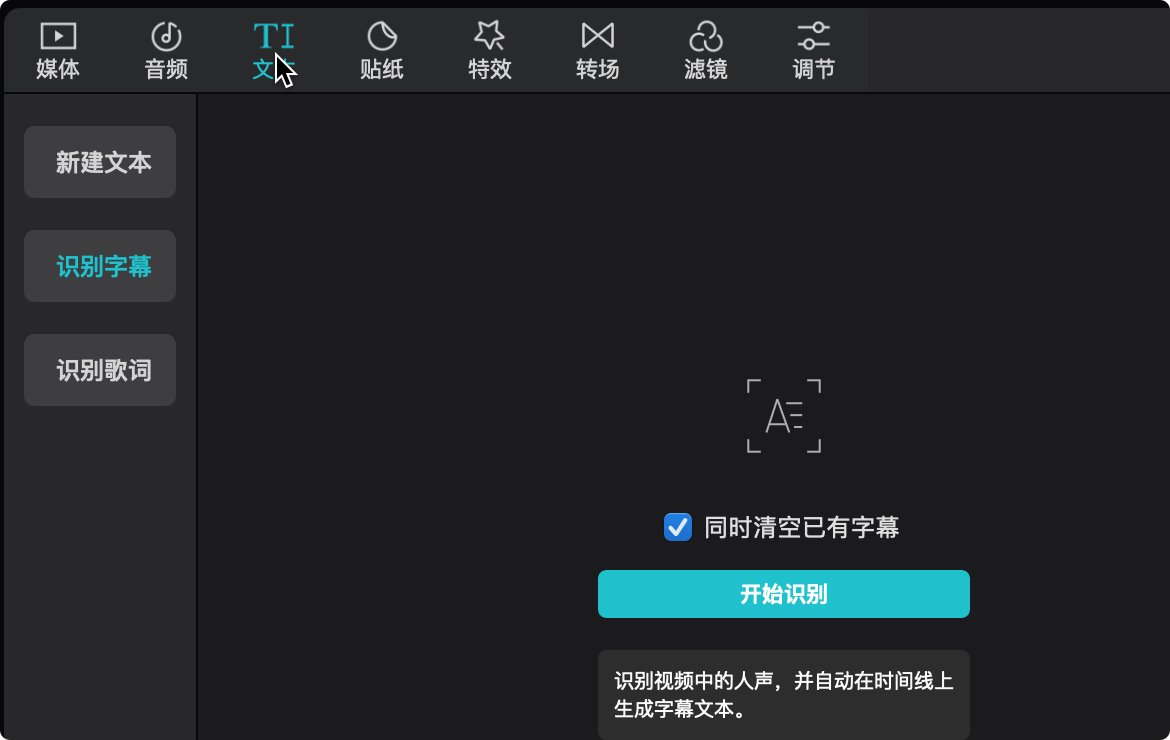 媒体 音频 TI 文本 贴纸 特效 转场 滤镜 调节
新建文本
识别字幕
识别歌词
AE
同时清空已有字幕
开始识别
识别视频中的人声，并自动在时间线上
生成字幕文本。